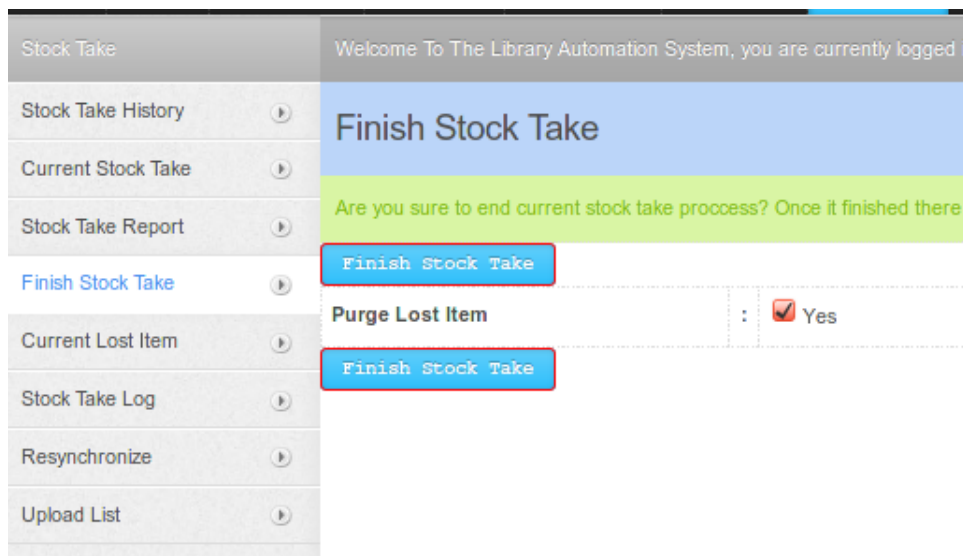 Stock Take
Welcome To The Library Automation System, you are currently logged
Stock Take History
Current Stock Take
Stock Take Report
Finish Stock Take
Current Lost Item
Stock Take Log
Resynchronize
Upload List
Finish Stock Take
Are you sure to end current stock take proccess? Once it finished there
Finish Stock Take
Purge Lost Item : Yes
Finish Stock Take